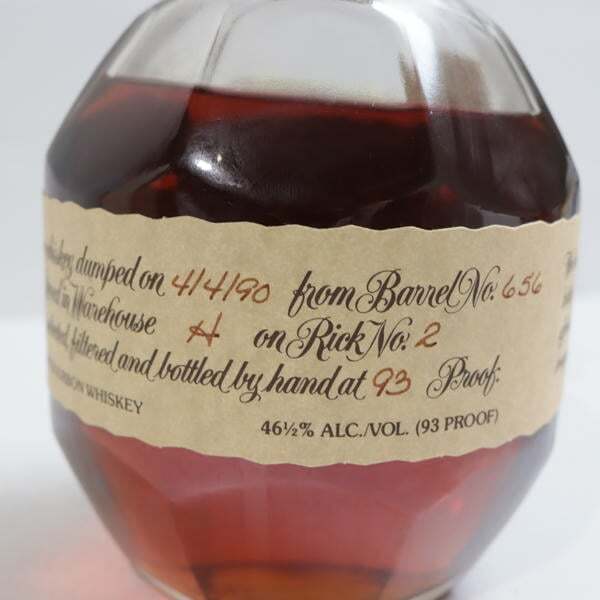 whiskey dumped on 4/4/90 from Barrel No: 656
in Warehouse H on Rick No: 2
filtered and bottled by hand at 93 Proof.
BOURBON WHISKEY
46½% ALC./VOL. (93 PROOF)